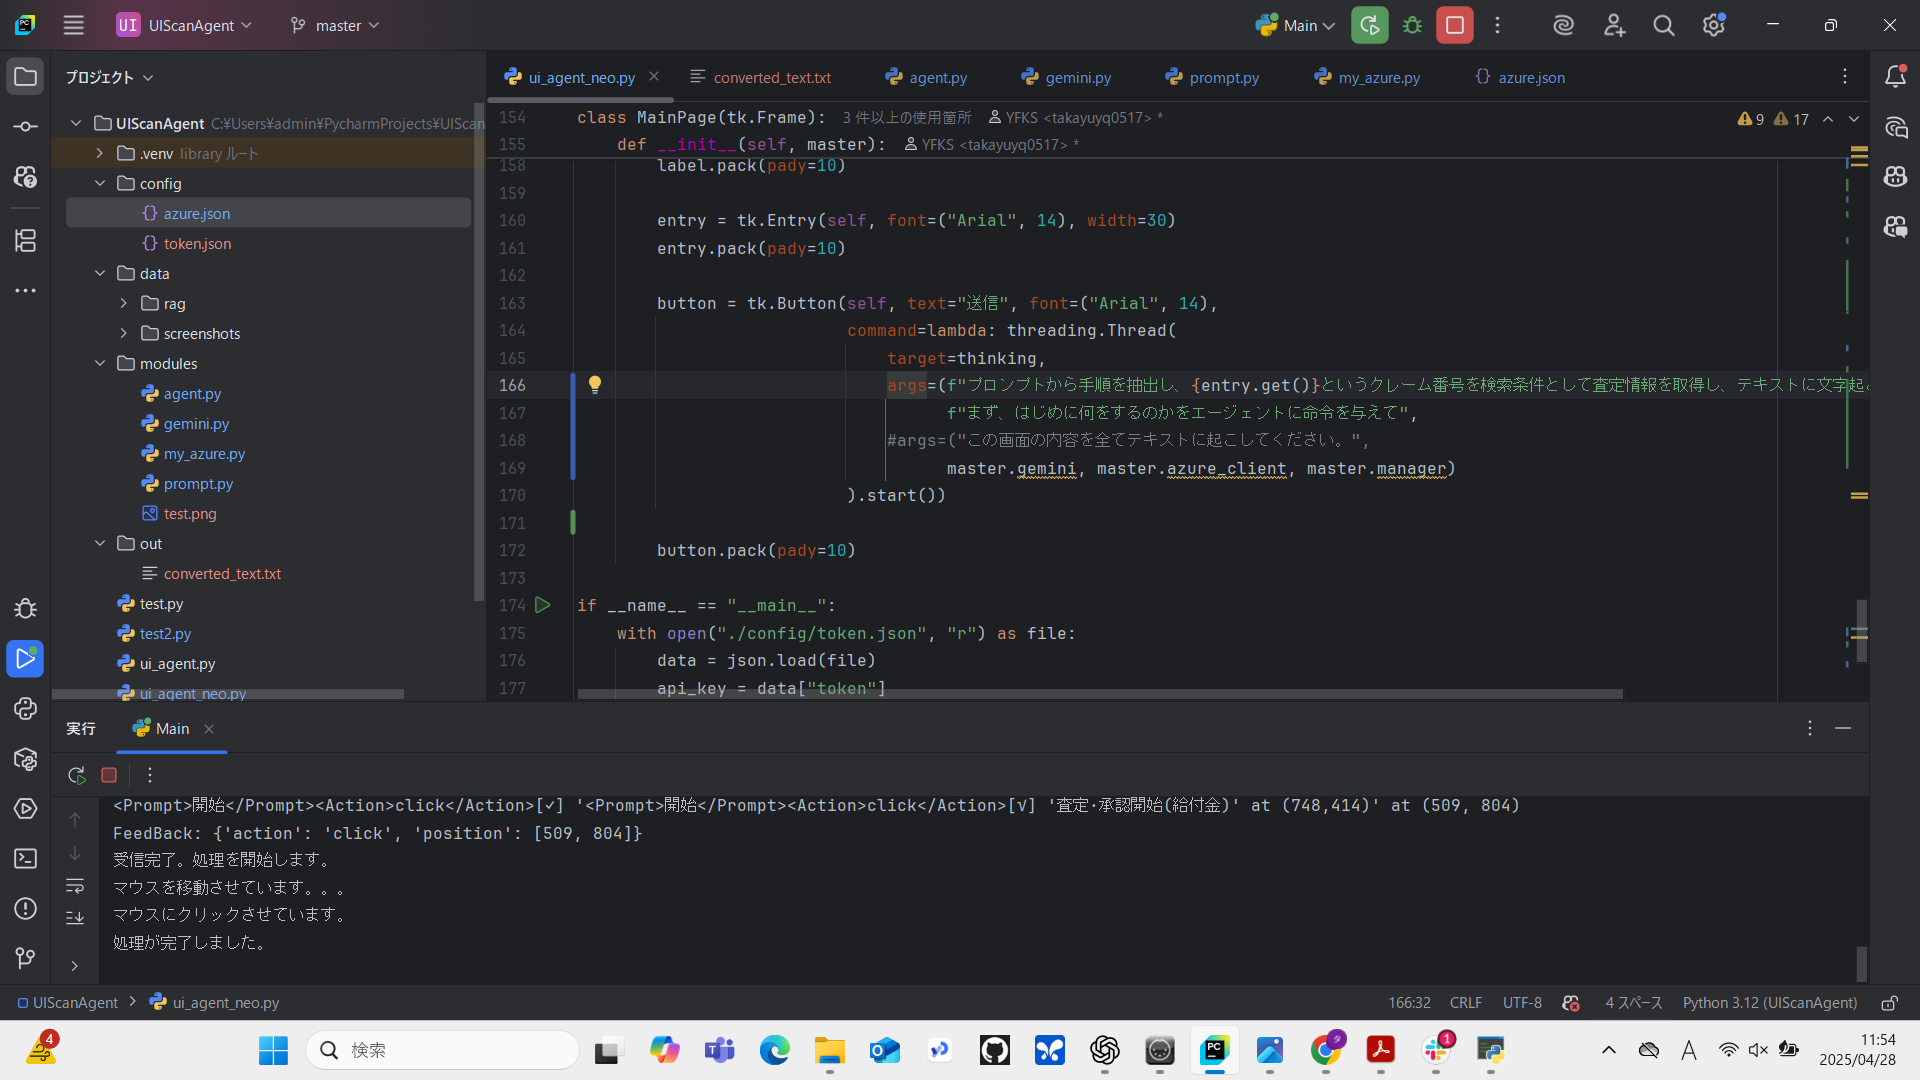 PC
UI UIScanAgent
master
Main
プロジェクト
UIScanAgent C:¥Users¥admin¥PycharmProjects¥UIScan
.venv library ルート
config
azure.json
token.json
data
rag
screenshots
modules
agent.py
gemini.py
my_azure.py
prompt.py
test.png
out
converted_text.txt
test.py
test2.py
ui_agent.py
ui_agent_neo.py
ui_agent_neo.py converted_text.txt agent.py gemini.py prompt.py my_azure.py azure.json
154 class MainPage(tk.Frame): 3 件以上の使用箇所 YFKS <takayuyq0517> *
155 def __init__(self, master): YFKS <takayuyq0517> *
9 17
158 label.pack(pady=10)
159
160 entry = tk.Entry(self, font=("Arial", 14), width=30)
161 entry.pack(pady=10)
162
163 button = tk.Button(self, text="送信", font=("Arial", 14),
164 command=lambda: threading.Thread(
165 target=thinking,
166 args=(f"プロンプトから手順を抽出し、{entry.get()}というクレーム番号を検索条件として査定情報を取得し、テキストに文字起
167 f"まず、はじめに何をするのかをエージェントに命令を与えて",
168 #args=("この画面の内容を全てテキストに起こしてください。",
169 master.gemini, master.azure_client, master.manager)
170 ).start())
171
172 button.pack(pady=10)
173
174 if __name__ == "__main__":
175 with open("./config/token.json", "r") as file:
176 data = json.load(file)
177 api_key = data["token"]
実行 Main
<Prompt>開始</Prompt><Action>click</Action>[✓] '<Prompt>開始</Prompt><Action>click</Action>[√] '査定・承認開始(給付金)' at (748,414)' at (509, 804)
FeedBack: {'action': 'click', 'position': [509, 804]}
受信完了。処理を開始します。
マウスを移動させています。。。
マウスにクリックさせています。
処理が完了しました。
UIScanAgent > ui_agent_neo.py
166:32 CRLF UTF-8 4 スペース Python 3.12 (UIScanAgent)
4
検索
PC
1
A
11:54
2025/04/28